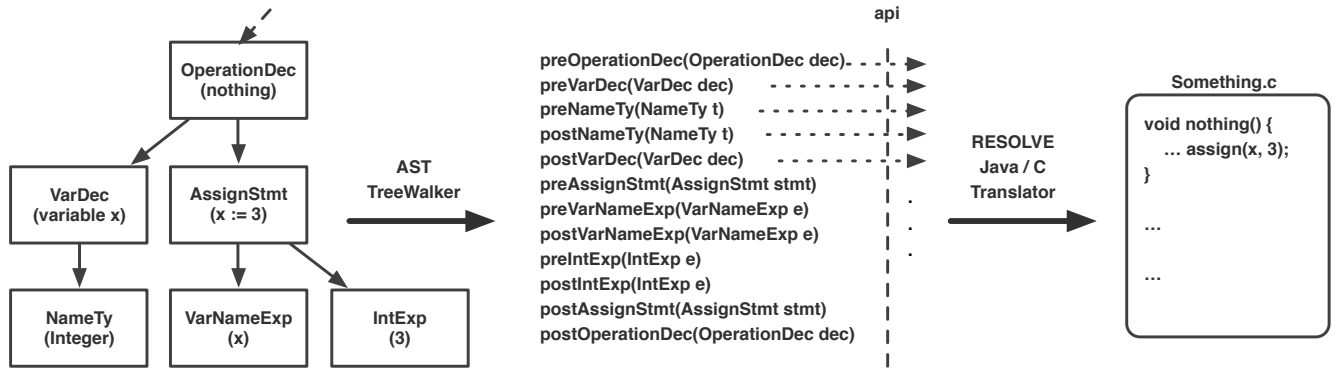 OperationDec
(nothing)
VarDec
(variable x)
AssignStmt
(x := 3)
NameTy
(Integer)
VarNameExp
(x)
IntExp
(3)
AST
TreeWalker
api
preOperationDec(OperationDec dec)
preVarDec(VarDec dec)
preNameTy(NameTy t)
postNameTy(NameTy t)
postVarDec(VarDec dec)
preAssignStmt(AssignStmt stmt)
preVarNameExp(VarNameExp e)
postVarNameExp(VarNameExp e)
preIntExp(IntExp e)
postIntExp(IntExp e)
postAssignStmt(AssignStmt stmt)
postOperationDec(OperationDec dec)
.
.
.
RESOLVE
Java / C
Translator
Something.c
void nothing() {
… assign(x, 3);
}
…
…